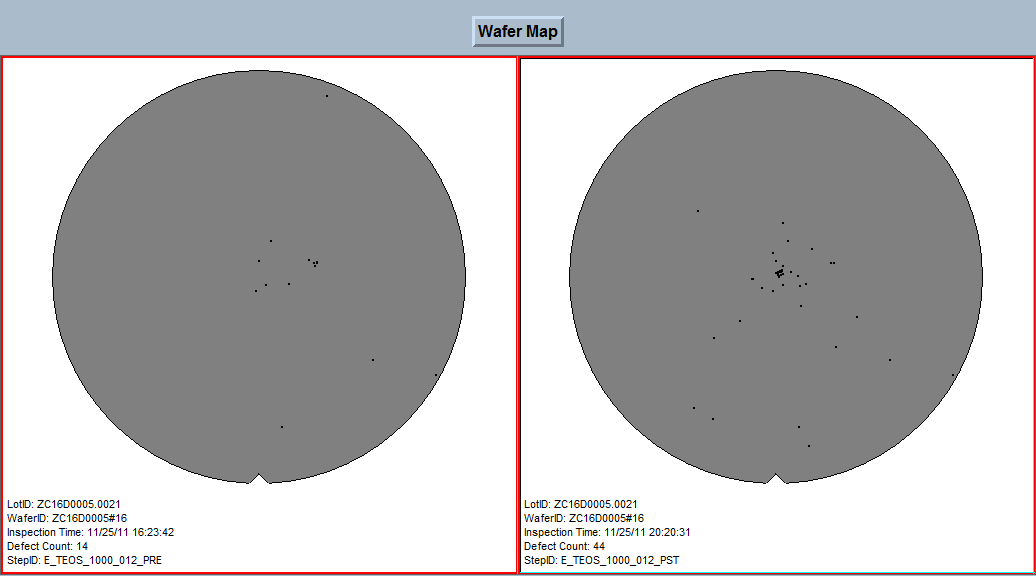 Wafer Map
LotID: ZC16D0005.0021
WaferID: ZC16D0005#16
Inspection Time: 11/25/11 16:23:42
Defect Count: 14
StepID: E_TEOS_1000_012_PRE
LotID: ZC16D0005.0021
WaferID: ZC16D0005#16
Inspection Time: 11/25/11 20:20:31
Defect Count: 44
StepID: E_TEOS_1000_012_PST